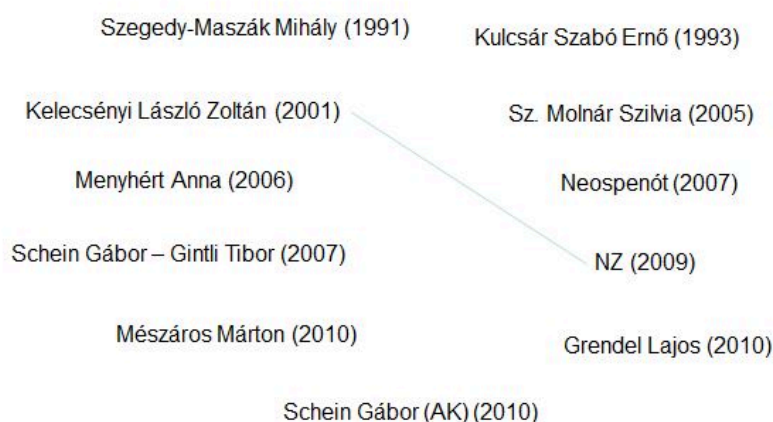 Szegedy-Maszák Mihály (1991)
Kulcsár Szabó Ernő (1993)
Kelecsényi László Zoltán (2001)
Sz. Molnár Szilvia (2005)
Menyhért Anna (2006)
Neospenót (2007)
Schein Gábor – Gintli Tibor (2007)
NZ (2009)
Mészáros Márton (2010)
Grendel Lajos (2010)
Schein Gábor (AK) (2010)